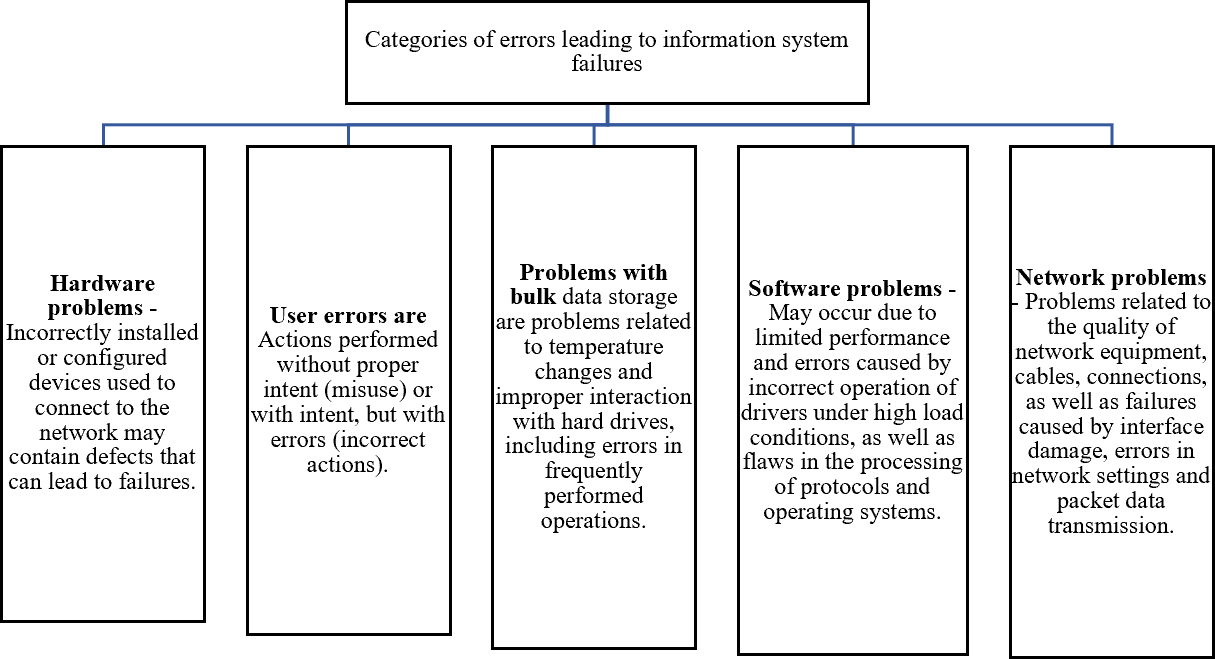 Categories of errors leading to information system
failures
Hardware
problems -
Incorrectly installed
or configured
devices used to
connect to the
network may
contain defects that
can lead to failures.
User errors are
Actions performed
without proper
intent (misuse) or
with intent, but with
errors (incorrect
actions).
Problems with
bulk data storage
are problems related
to temperature
changes and
improper interaction
with hard drives,
including errors in
frequently
performed
operations.
Software problems -
May occur due to
limited performance
and errors caused by
incorrect operation of
drivers under high load
conditions, as well as
flaws in the processing
of protocols and
operating systems.
Network problems
- Problems related to
the quality of
network equipment,
cables, connections,
as well as failures
caused by interface
damage, errors in
network settings and
packet data
transmission.